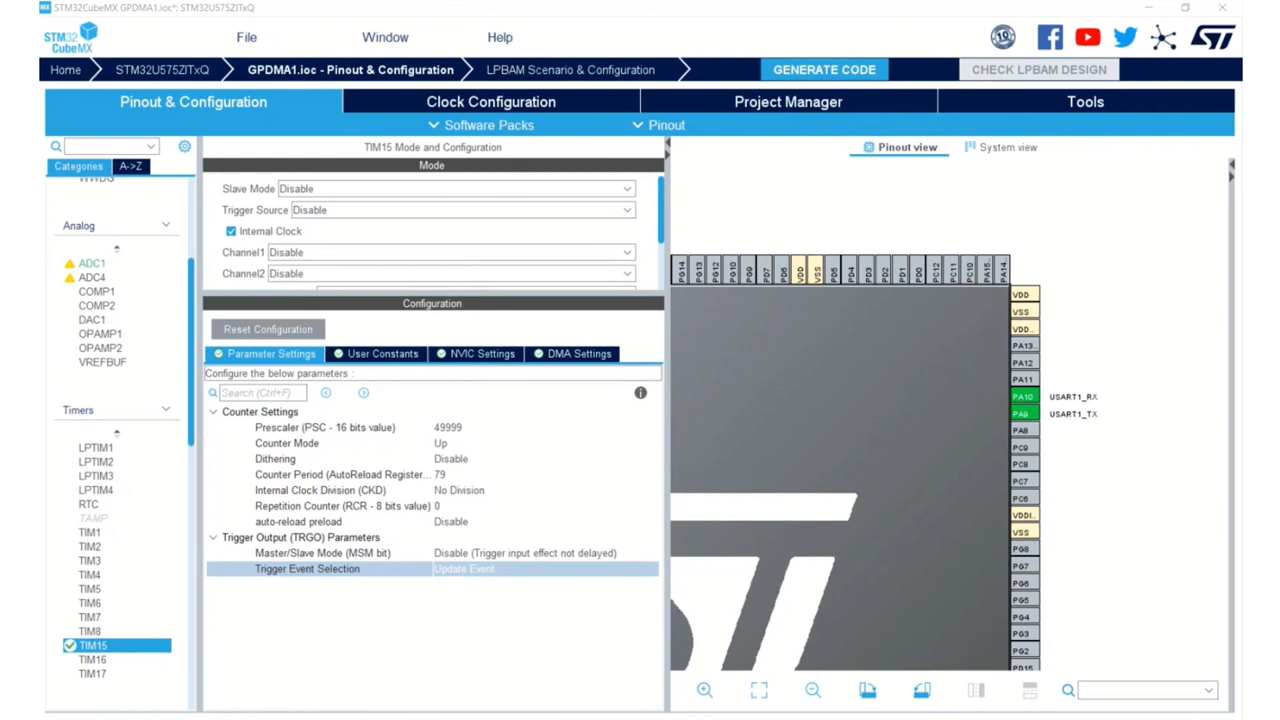 STM32CubeMX GPDMA1.ioc*: STM32U575ZITxQ
STM32
CubeMX
File
Window
Help
10
Home
STM32U575ZITxQ
GPDMA1.ioc - Pinout & Configuration
LPBAM Scenario & Configuration
GENERATE CODE
CHECK LPBAM DESIGN
Pinout & Configuration
Clock Configuration
Project Manager
Tools
Software Packs
Pinout
Categories
A->Z
WWDG
Analog
ADC1
ADC4
COMP1
COMP2
DAC1
OPAMP1
OPAMP2
VREFBUF
Timers
LPTIM1
LPTIM2
LPTIM3
LPTIM4
RTC
TAMP
TIM1
TIM2
TIM3
TIM4
TIM5
TIM6
TIM7
TIM8
TIM15
TIM16
TIM17
TIM15 Mode and Configuration
Mode
Slave Mode Disable
Trigger Source Disable
Internal Clock
Channel1 Disable
Channel2 Disable
Configuration
Reset Configuration
Parameter Settings
User Constants
NVIC Settings
DMA Settings
Configure the below parameters :
Search (Ctrl+F)
Counter Settings
Prescaler (PSC - 16 bits value) 49999
Counter Mode Up
Dithering Disable
Counter Period (AutoReload Register... 79
Internal Clock Division (CKD) No Division
Repetition Counter (RCR - 8 bits value) 0
auto-reload preload Disable
Trigger Output (TRGO) Parameters
Master/Slave Mode (MSM bit) Disable (Trigger input effect not delayed)
Trigger Event Selection Update Event
Pinout view
System view
PG14
PG13
PG12
PG10
PG9
PD7
PD6
VDD
VSS
PD5
PD4
PD3
PD2
PD1
PD0
PC12
PC11
PC10
PA15..
PA14..
VDD
VSS
VDD..
PA13..
PA12
PA11
PA10 USART1_RX
PA9 USART1_TX
PA8
PC9
PC8
PC7
PC6
VDDI..
VSS
PG8
PG7
PG6
PG5
PG4
PG3
PG2
PD15